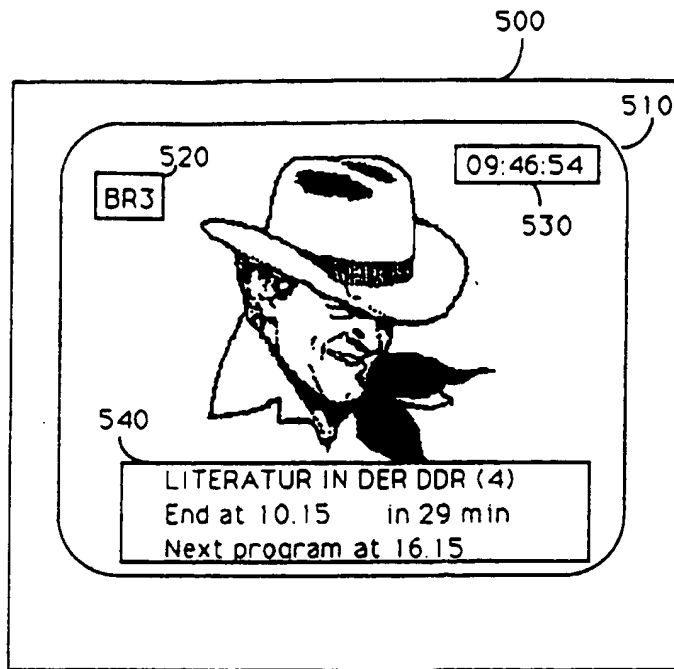 500
510
520
09:46:54
BR3
530
540
LITERATUR IN DER DDR (4)
End at 10.15 in 29 min
Next program at 16.15